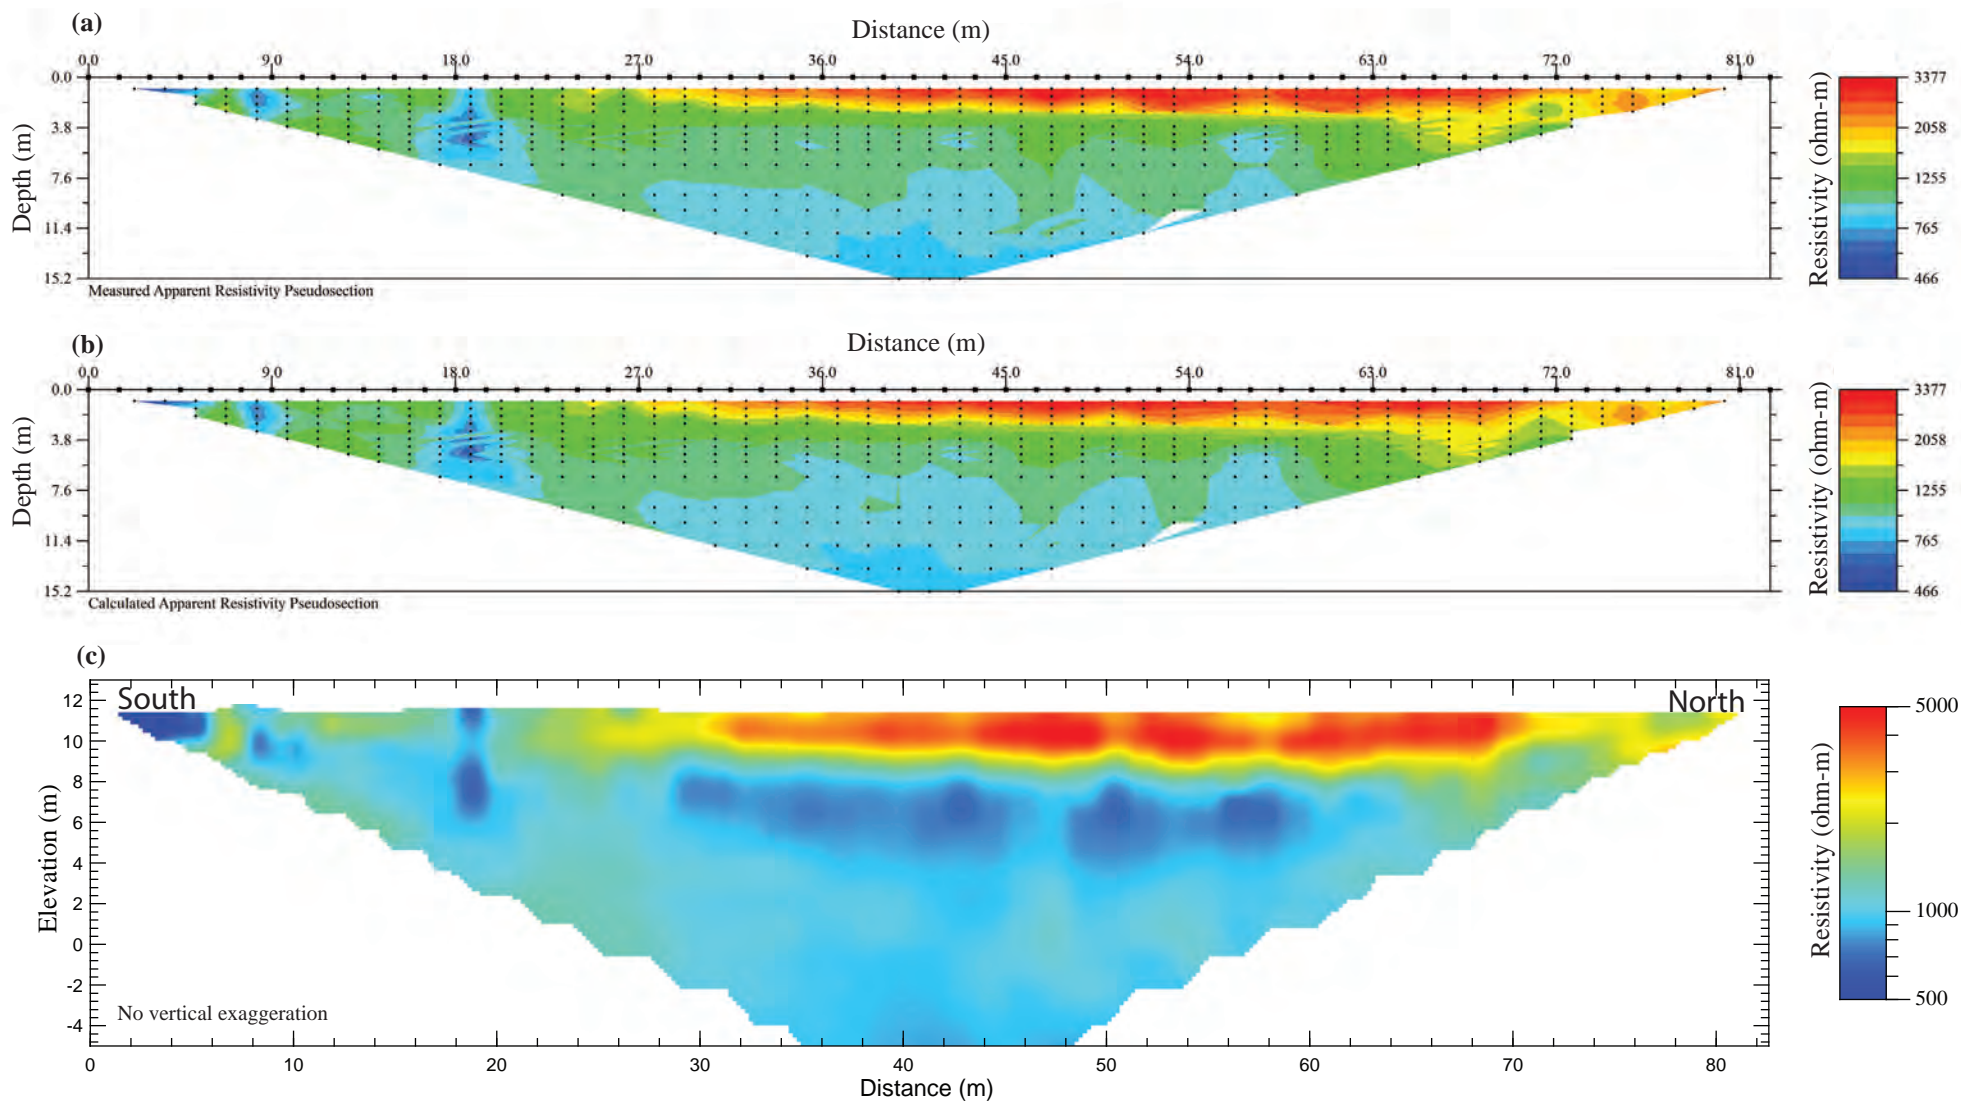 (a)
Distance (m)
0.0 9.0 18.0 27.0 36.0 45.0 54.0 63.0 72.0 81.0
Depth (m)
0.0
3.8
7.6
11.4
15.2
Measured Apparent Resistivity Pseudosection
Resistivity (ohm-m)
3377
2058
1255
765
466
(b)
Distance (m)
0.0 9.0 18.0 27.0 36.0 45.0 54.0 63.0 72.0 81.0
Depth (m)
0.0
3.8
7.6
11.4
15.2
Calculated Apparent Resistivity Pseudosection
Resistivity (ohm-m)
3377
2058
1255
765
466
(c)
South
North
Elevation (m)
12
10
8
6
4
2
0
-2
-4
No vertical exaggeration
0 10 20 30 40 50 60 70 80
Distance (m)
Resistivity (ohm-m)
5000
1000
500